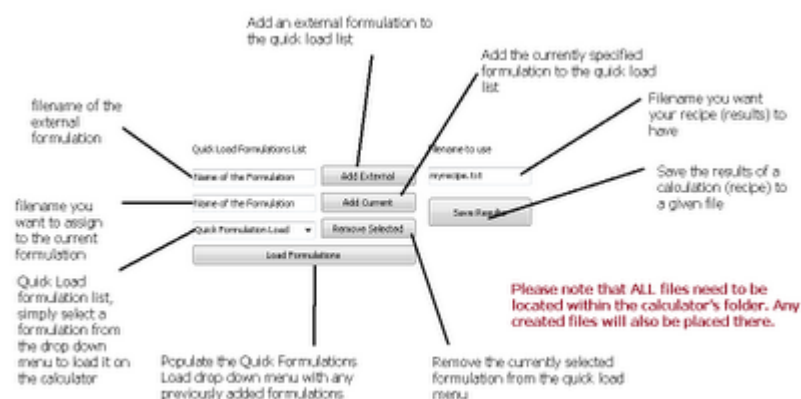 Add an external formulation to
the quick load list
Add the currently specified
formulation to the quick load
list
filename of the
external
formulation
Filename you want
your recipe (results) to
have
Quick Load Formulations List
Filename to use
Name of the Formulation
Add External
myrecipe.txt
Save the results of a
calculation (recipe) to
a given file
filename you
want to assign
to the current
formulation
Name of the Formulation
Add Current
Save Results
Quick Formulation Load
Remove Selected
Load Formulations
Quick Load
formulation list,
simply select a
formulation from
the drop down
menu to load it on
the calculator
Please note that ALL files need to be
located within the calculator's folder. Any
created files will also be placed there.
Populate the Quick Formulations
Load drop down menu with any
previously added formulations
Remove the currently selected
formulation from the quick load
menu